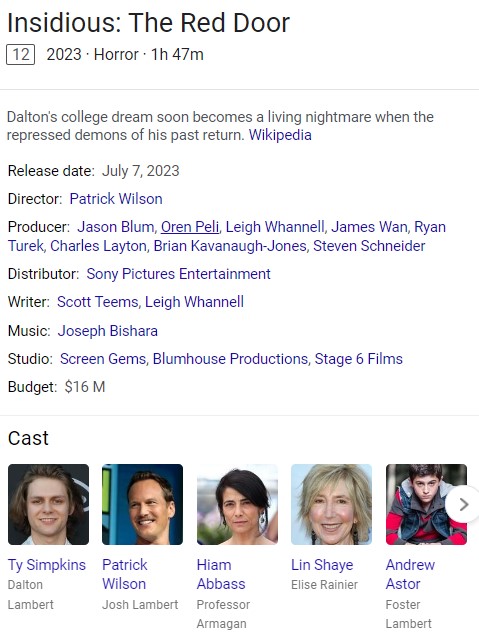 Insidious: The Red Door
12 2023 · Horror · 1h 47m
Dalton's college dream soon becomes a living nightmare when the
repressed demons of his past return. Wikipedia
Release date: July 7, 2023
Director: Patrick Wilson
Producer: Jason Blum, Oren Peli, Leigh Whannell, James Wan, Ryan
Turek, Charles Layton, Brian Kavanaugh-Jones, Steven Schneider
Distributor: Sony Pictures Entertainment
Writer: Scott Teems, Leigh Whannell
Music: Joseph Bishara
Studio: Screen Gems, Blumhouse Productions, Stage 6 Films
Budget: $16 M
Cast
Ty Simpkins
Dalton
Lambert
Patrick
Wilson
Josh Lambert
Hiam
Abbass
Professor
Armagan
Lin Shaye
Elise Rainier
Andrew
Astor
Foster
Lambert